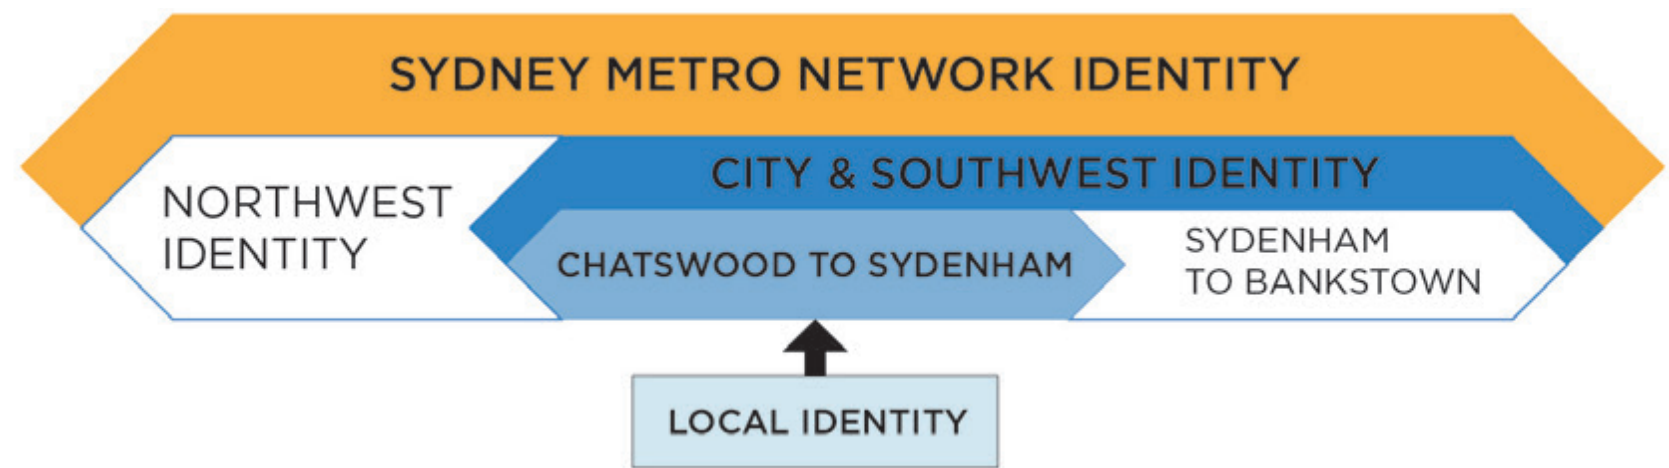 SYDNEY METRO NETWORK IDENTITY
CITY & SOUTHWEST IDENTITY
NORTHWEST
IDENTITY
CHATSWOOD TO SYDENHAM
SYDENHAM
TO BANKSTOWN
LOCAL IDENTITY